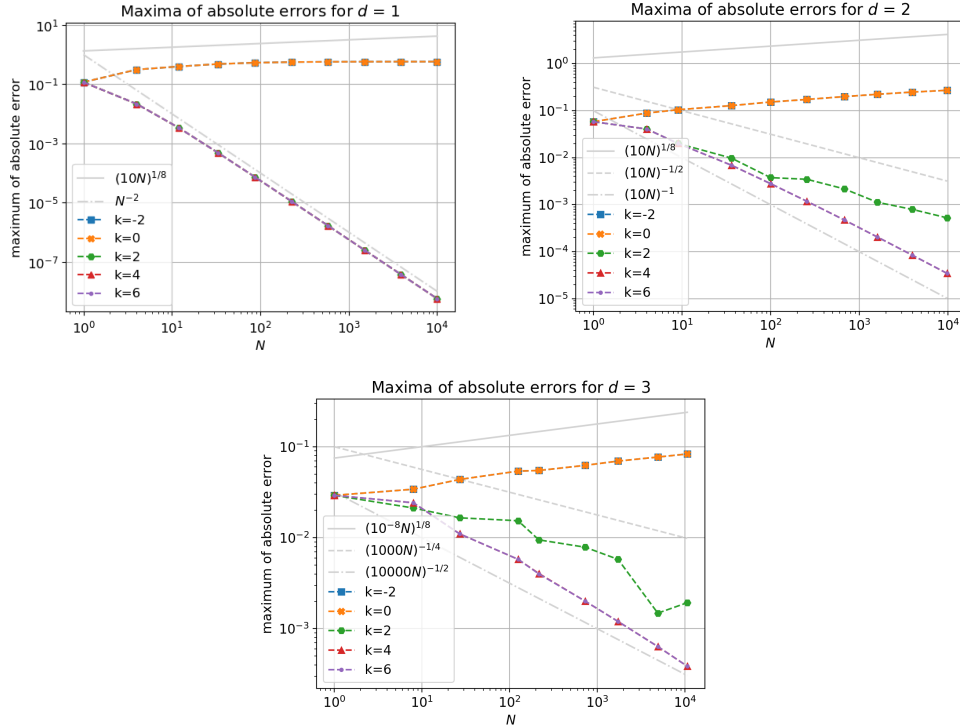 Maxima of absolute errors for d = 1
maximum of absolute error
10^1
10^{-1}
10^{-3}
10^{-5}
10^{-7}
(10N)^{1/8}
N^{-2}
k=-2
k=0
k=2
k=4
k=6
10^0
10^1
10^2
10^3
10^4
N
Maxima of absolute errors for d = 2
maximum of absolute error
10^0
10^{-1}
10^{-2}
10^{-3}
10^{-4}
10^{-5}
(10N)^{1/8}
(10N)^{-1/2}
(10N)^{-1}
k=-2
k=0
k=2
k=4
k=6
10^0
10^1
10^2
10^3
10^4
N
Maxima of absolute errors for d = 3
maximum of absolute error
10^{-1}
10^{-2}
10^{-3}
(10^{-8}N)^{1/8}
(1000N)^{-1/4}
(10000N)^{-1/2}
k=-2
k=0
k=2
k=4
k=6
10^0
10^1
10^2
10^3
10^4
N